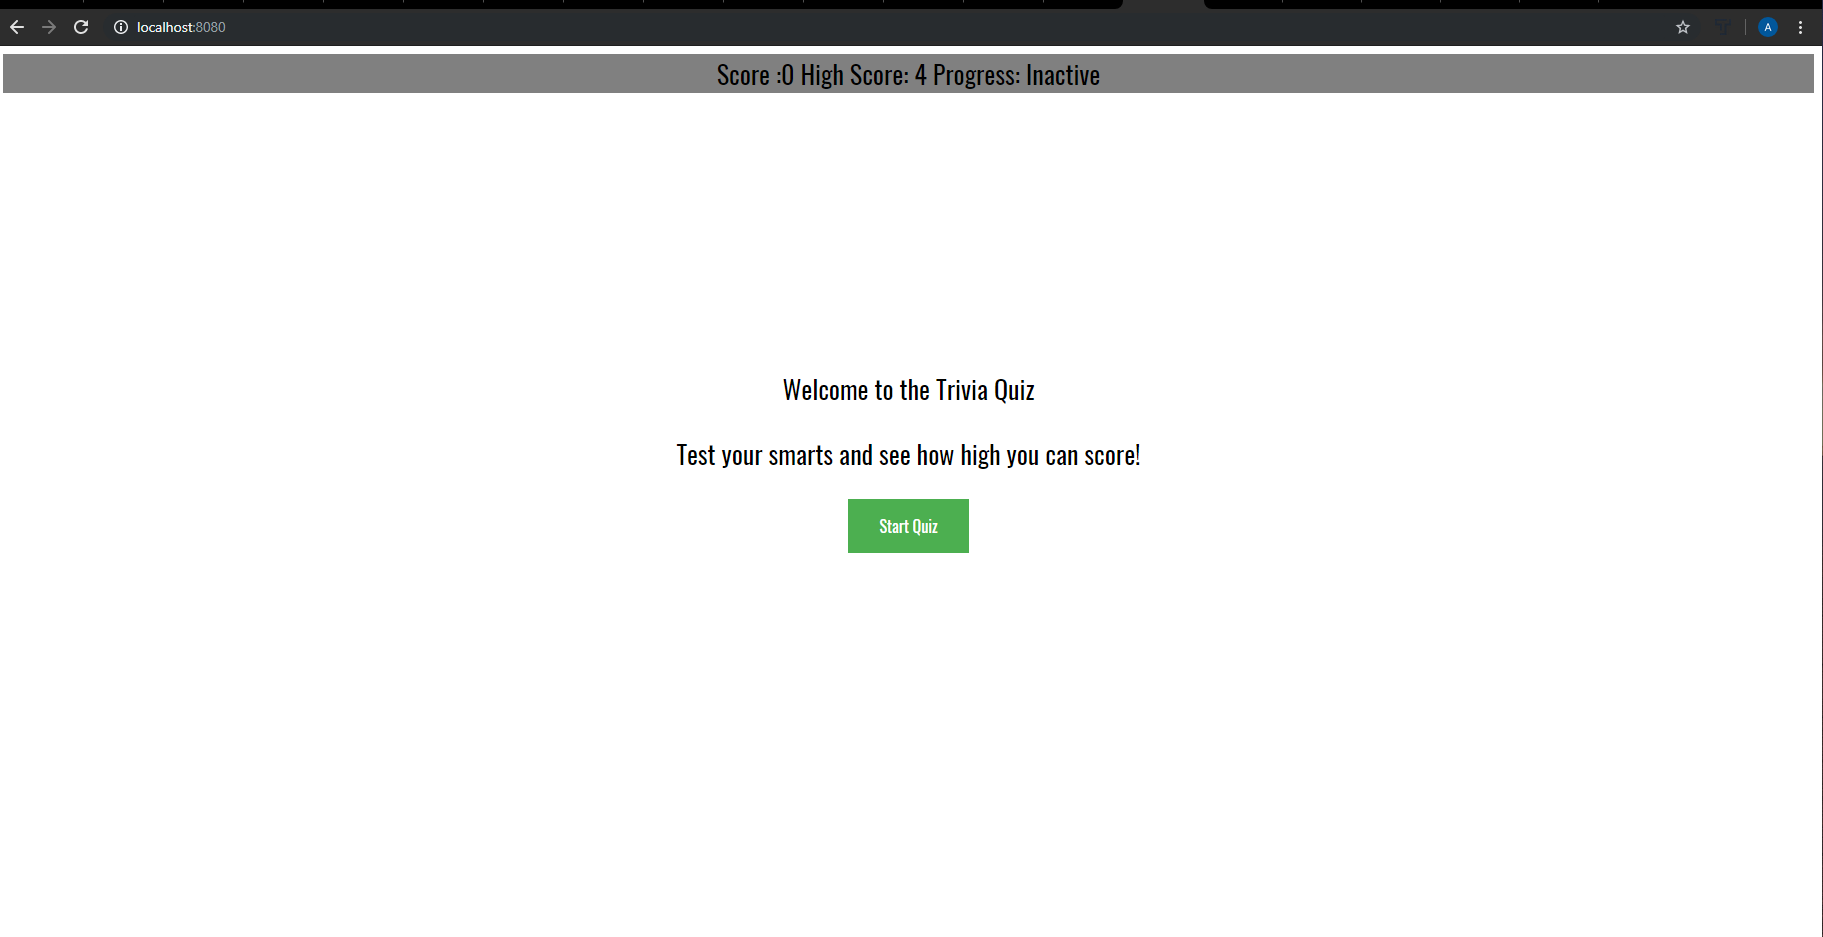 localhost:8080
A
Score :0 High Score: 4 Progress: Inactive
Welcome to the Trivia Quiz
Test your smarts and see how high you can score!
Start Quiz